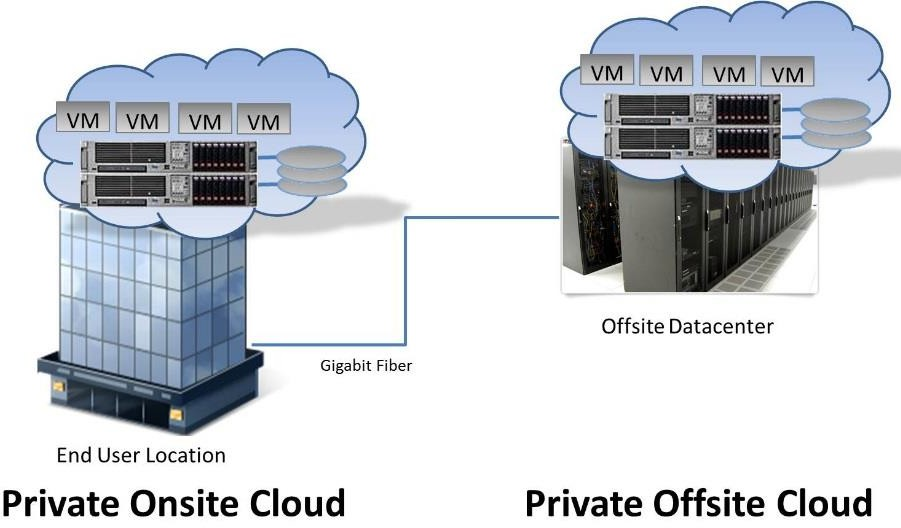 VM VM VM VM
VM VM VM VM
Offsite Datacenter
Gigabit Fiber
End User Location
Private Onsite Cloud
Private Offsite Cloud